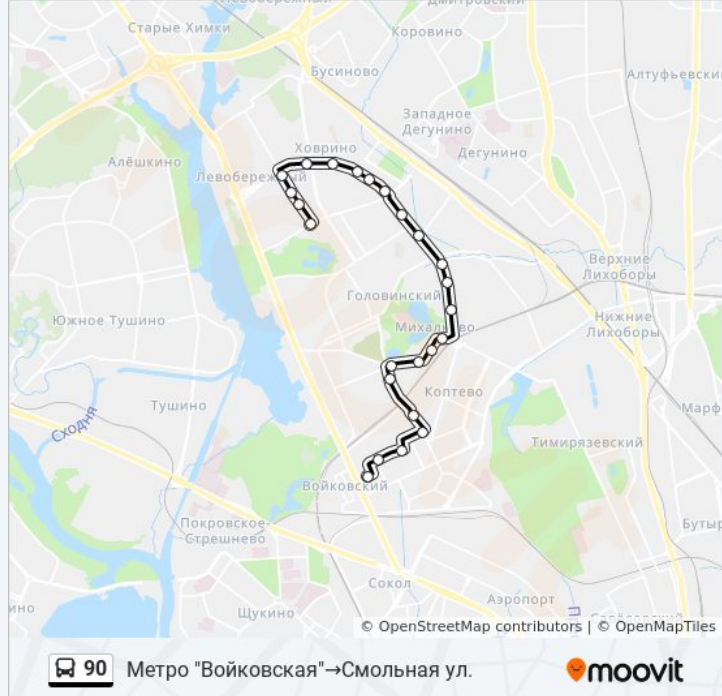 Новобережный
Дмитровский
Старые Химки
Коровино
Бусиново
Алтуфьевский
Западное
Дегунино
Ховрино
Дегунино
Алёшкино
Левобережный
Верхние
Лихоборы
Головинский
Южное Тушино
Михалково
Нижние
Лихоборы
Коптево
Тушино
Марф
Сходня
Тимирязевский
Войковский
Покровское-
Стрешнево
Бутыр
Сокол
Аэропорт
ино
Щукино
© OpenStreetMap contributors | © OpenMapTiles
90 Метро "Войковская"→Смольная ул.
moovit